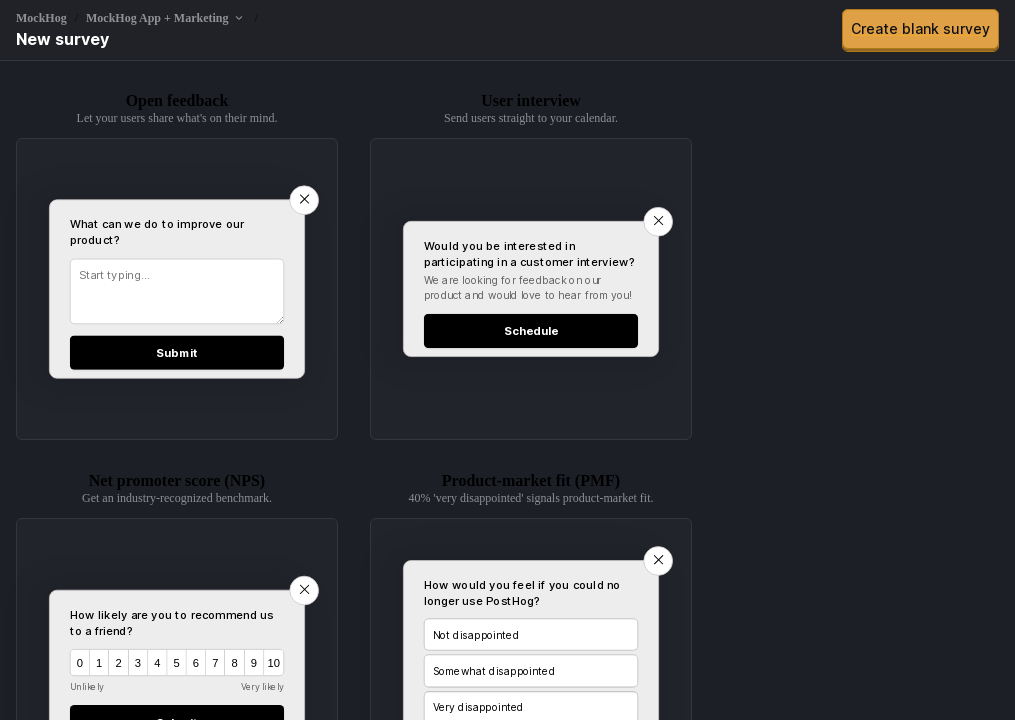 MockHog / MockHog App + Marketing /
New survey
Create blank survey
Open feedback
Let your users share what's on their mind.
What can we do to improve our
product?
Start typing...
Submit
User interview
Send users straight to your calendar.
Would you be interested in
participating in a customer interview?
We are looking for feedback on our
product and would love to hear from you!
Schedule
Net promoter score (NPS)
Get an industry-recognized benchmark.
How likely are you to recommend us
to a friend?
0 1 2 3 4 5 6 7 8 9 10
Unlikely Very likely
Product-market fit (PMF)
40% 'very disappointed' signals product-market fit.
How would you feel if you could no
longer use PostHog?
Not disappointed
Somewhat disappointed
Very disappointed